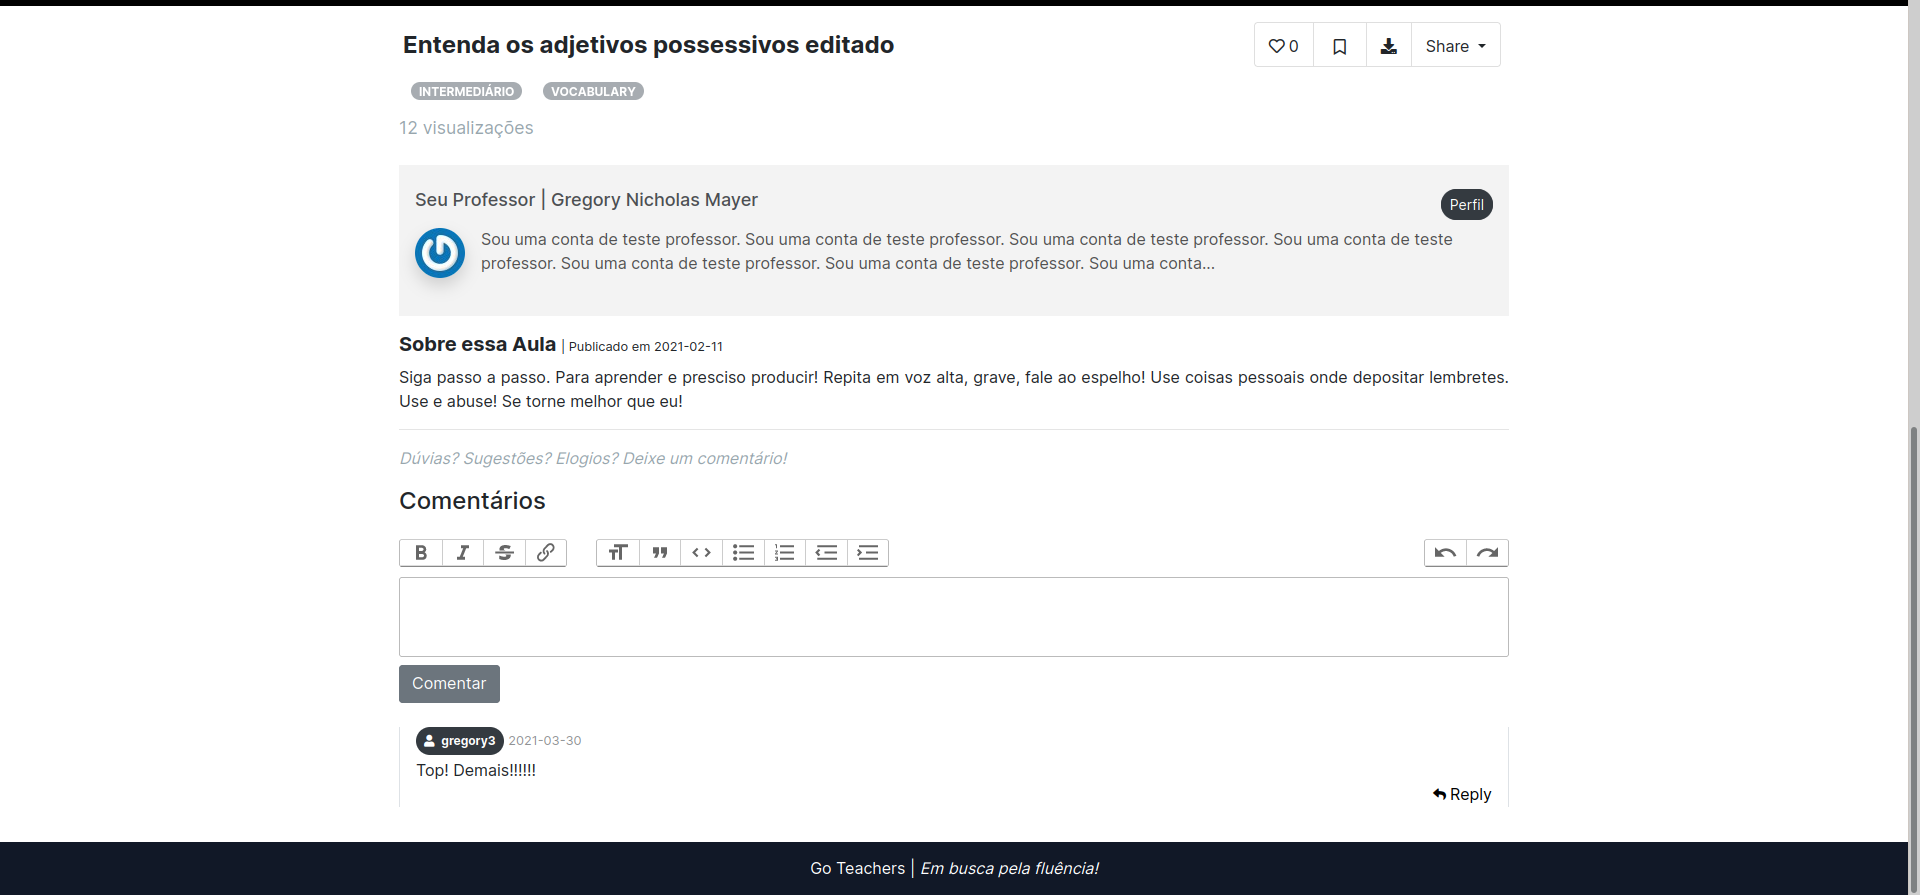 Entenda os adjetivos possessivos editado
0
Share
INTERMEDIÁRIO VOCABULARY
12 visualizações
Seu Professor | Gregory Nicholas Mayer
Perfil
Sou uma conta de teste professor. Sou uma conta de teste professor. Sou uma conta de teste professor. Sou uma conta de teste
professor. Sou uma conta de teste professor. Sou uma conta de teste professor. Sou uma conta...
Sobre essa Aula | Publicado em 2021-02-11
Siga passo a passo. Para aprender e presciso producir! Repita em voz alta, grave, fale ao espelho! Use coisas pessoais onde depositar lembretes.
Use e abuse! Se torne melhor que eu!
Dúvias? Sugestões? Elogios? Deixe um comentário!
Comentários
Comentar
gregory3 2021-03-30
Top! Demais!!!!!!
Reply
Go Teachers | Em busca pela fluência!